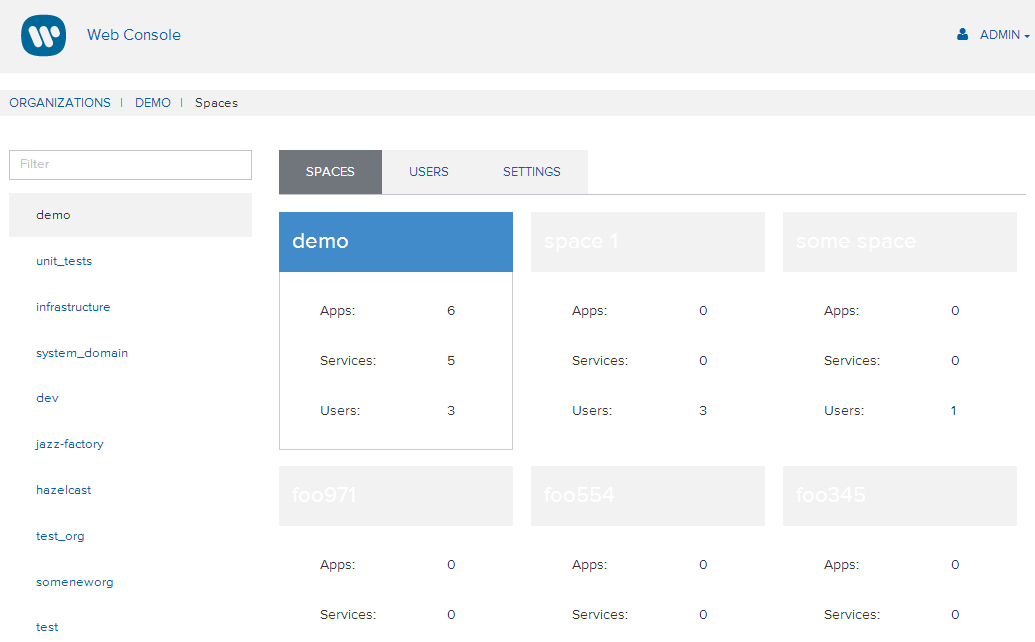 Web Console
ADMIN
ORGANIZATIONS | DEMO | Spaces
Filter
demo
unit_tests
infrastructure
system_domain
dev
jazz-factory
hazelcast
test_org
someneworg
test
SPACES USERS SETTINGS
demo space 1 some space
Apps: 6 Apps: 0 Apps: 0
Services: 5 Services: 0 Services: 0
Users: 3 Users: 3 Users: 1
foo971 foo554 foo345
Apps: 0 Apps: 0 Apps: 0
Services: 0 Services: 0 Services: 0